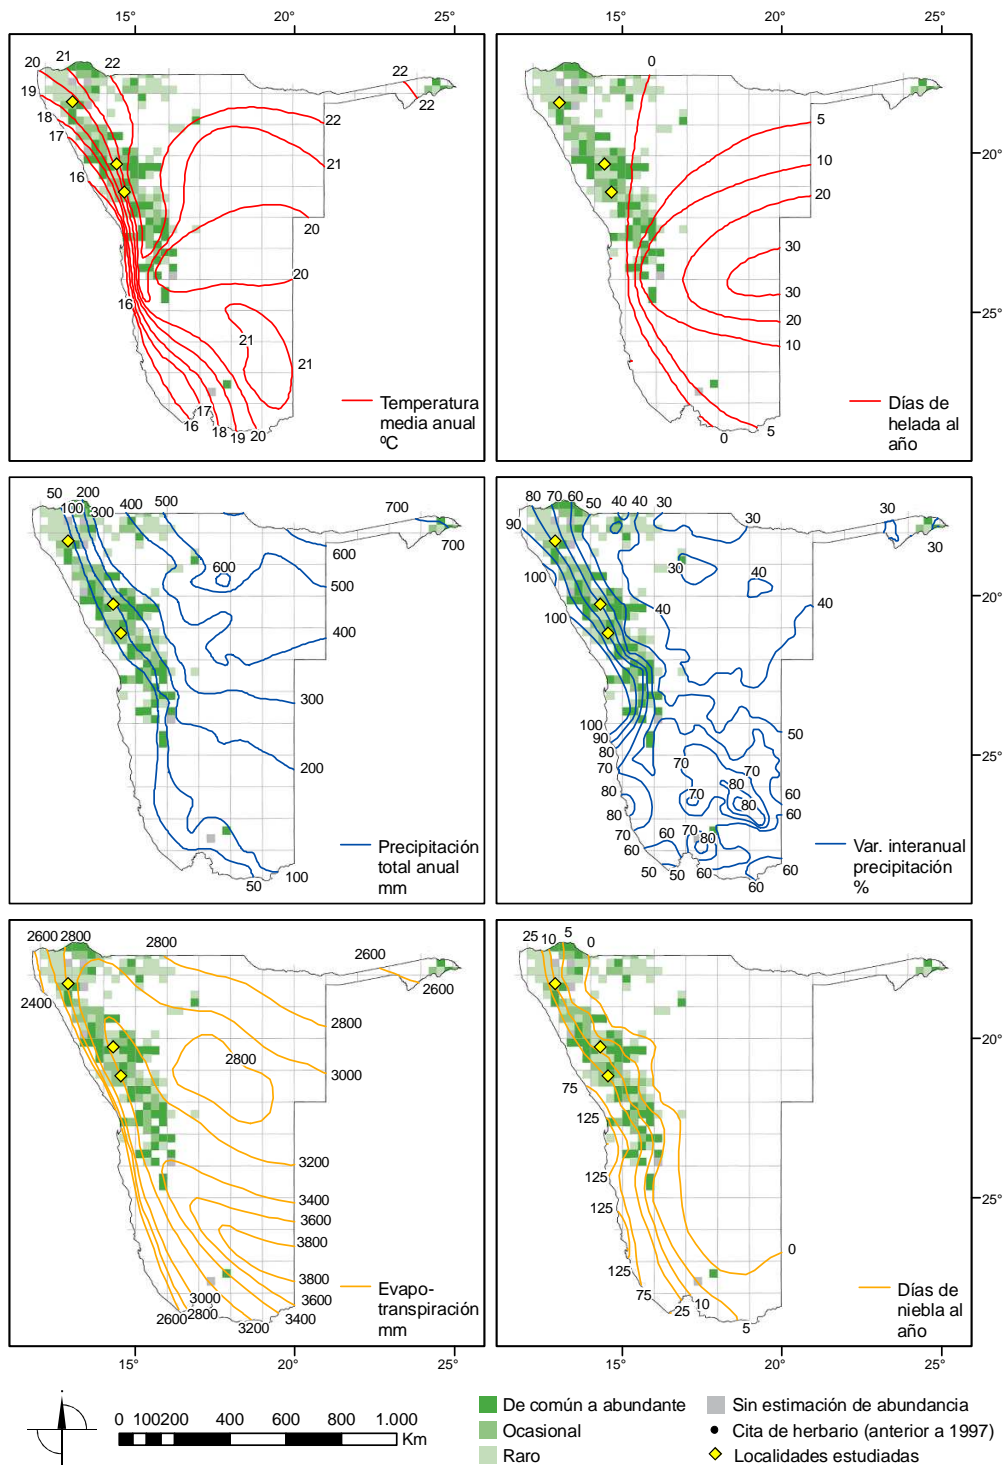 15° 20° 25° 15° 20° 25°
20 21 22 22
19
18 22
17
16 21
20
20
16
21
21
17
16 18 19 20
Temperatura
media anual
ºC
0
5
10
20
30
30
20
10
0 5
Días de
helada al
año
20°
25°
50 200 400 500 700
100 300
600 700
600 500
400
300
200
100
50
Precipitación
total anual
mm
80 70 60 50 40 40 30
90 30 30
100 30 30
40
40
100 40
100
90
80
70
50
70 70
80 80 60
80 70 80 60
70 60 70 80
60
50 50 60 60 60
Var. interanual
precipitación
%
20°
25°
2600 2800 2800 2600
2400 2600
2800
2800
3000
3200
3400
3600
3800
3800
3600
3400
3000
2800
2600 3200
Evapo-
transpiración
mm
25 10 5 0
75
125
125
125
125
75
25 10 5
0
Días de
niebla al
año
20°
25°
15° 20° 25° 15° 20° 25°
0 100 200 400 600 800 1.000
Km
De común a abundante
Ocasional
Raro
Sin estimación de abundancia
Cita de herbario (anterior a 1997)
Localidades estudiadas